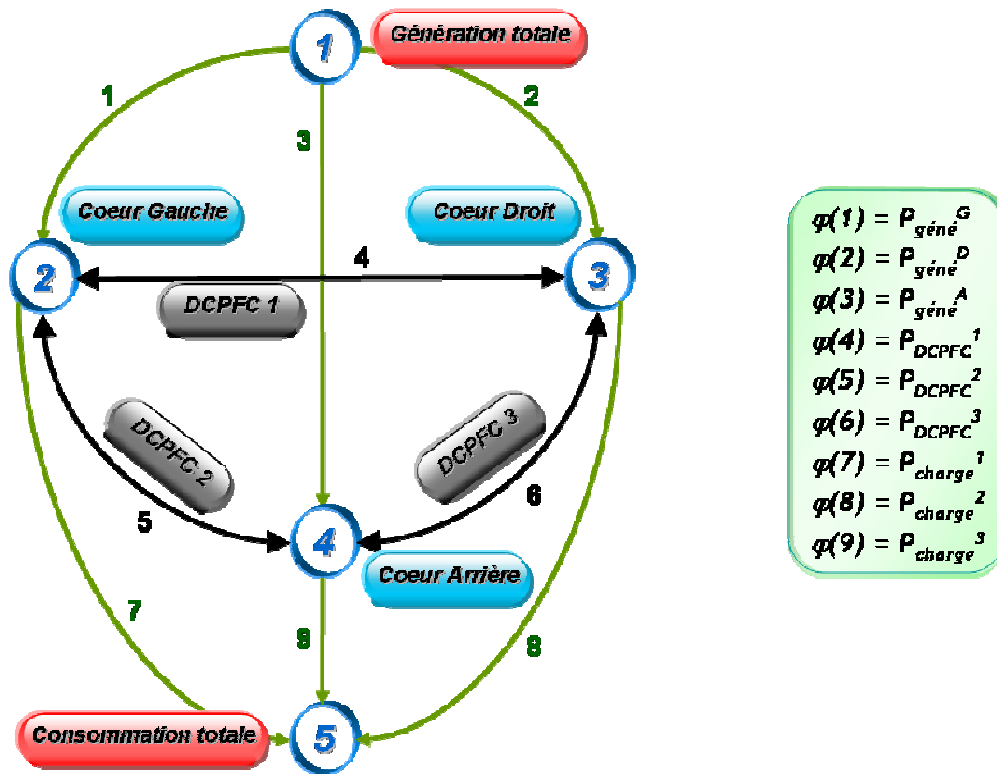 1
Génération totale
1
2
3
Coeur Gauche
Coeur Droit
2
4
3
DCPFC 1
DCPFC 2
DCPFC 3
5
6
4
Coeur Arrière
7
9
8
Consommation totale
5
φ(1) = P_géné^G
φ(2) = P_géné^D
φ(3) = P_géné^A
φ(4) = P_DCPFC^1
φ(5) = P_DCPFC^2
φ(6) = P_DCPFC^3
φ(7) = P_charge^1
φ(8) = P_charge^2
φ(9) = P_charge^3